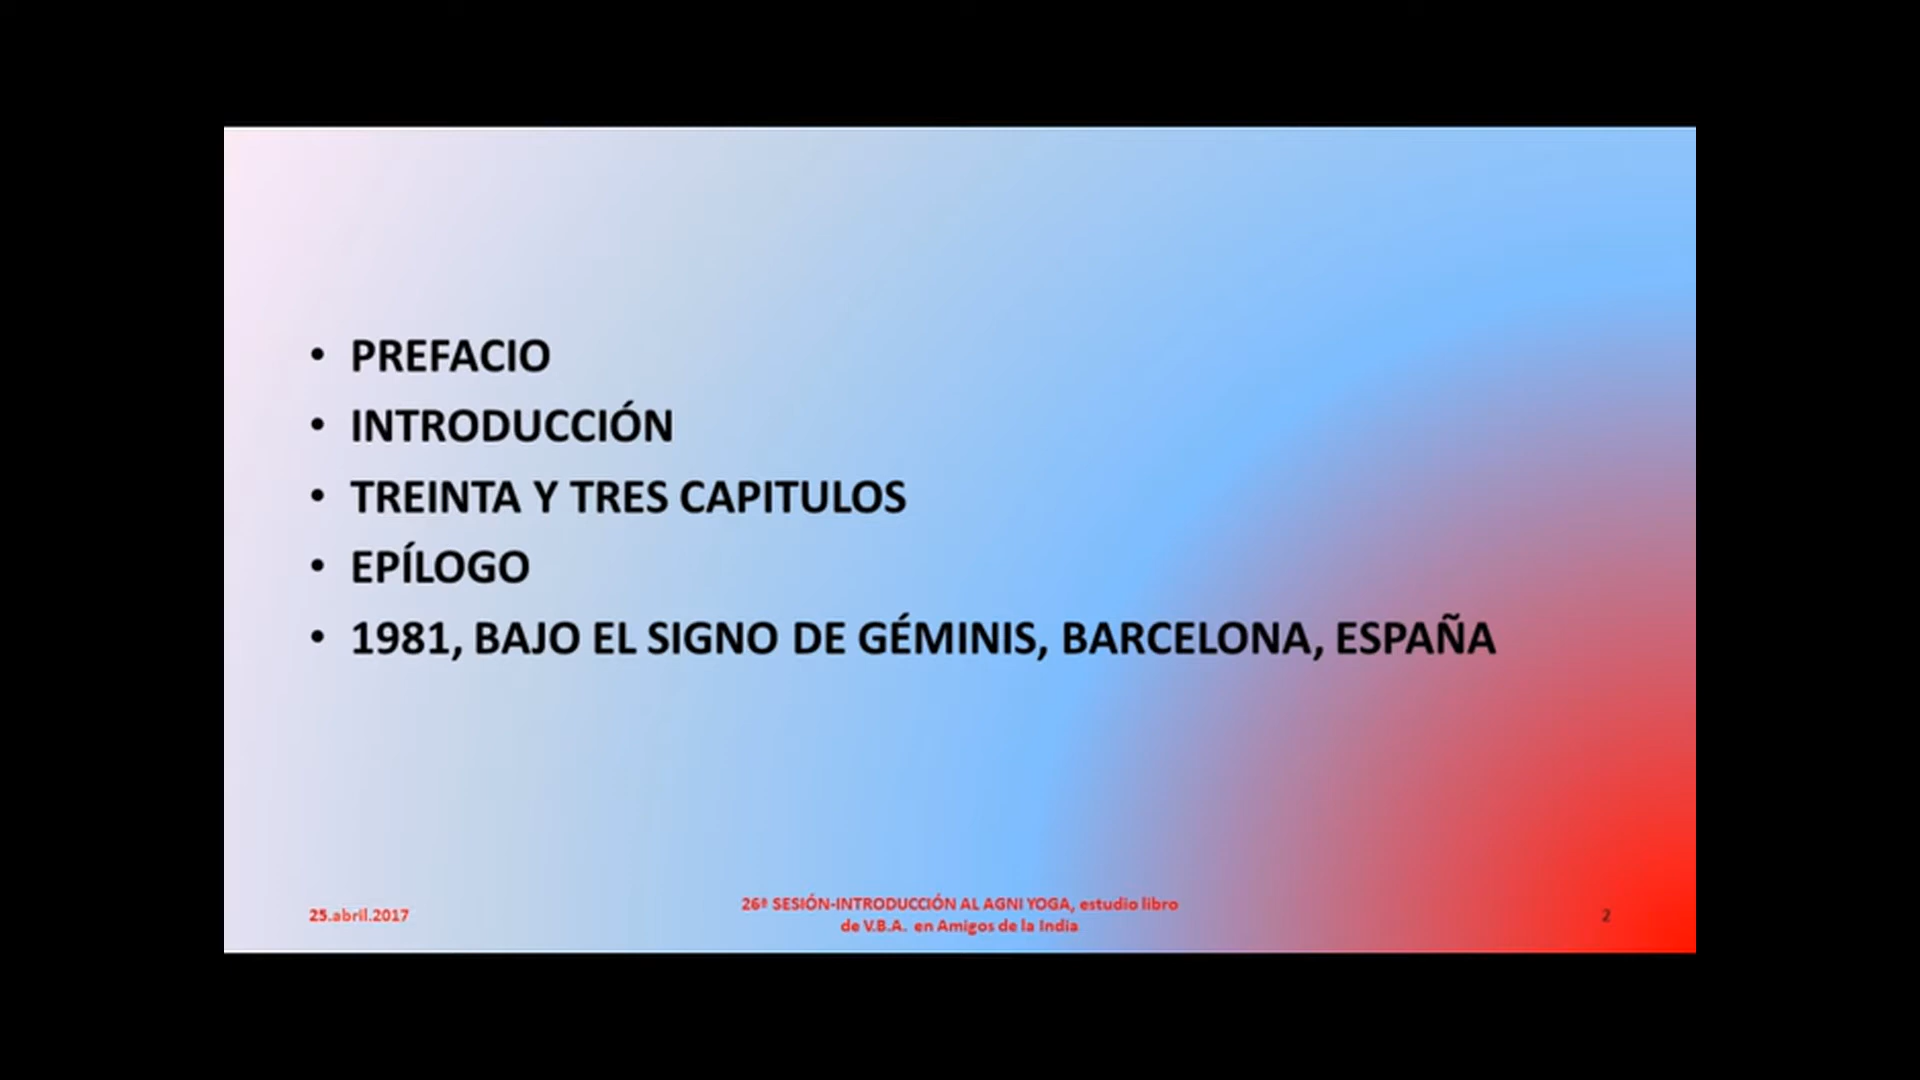 • PREFACIO
• INTRODUCCIÓN
• TREINTA Y TRES CAPITULOS
• EPÍLOGO
• 1981, BAJO EL SIGNO DE GÉMINIS, BARCELONA, ESPAÑA
25.abril.2017
26ª SESIÓN-INTRODUCCIÓN AL AGNI YOGA, estudio libro
de V.B.A. en Amigos de la India
2